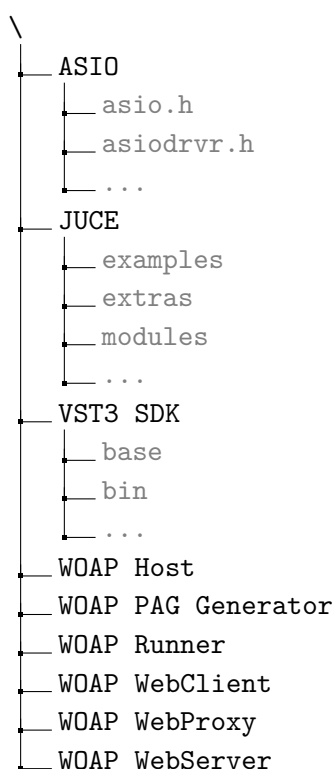 \
ASIO
asio.h
asiodrvr.h
...
JUCE
examples
extras
modules
...
VST3 SDK
base
bin
...
WOAP Host
WOAP PAG Generator
WOAP Runner
WOAP WebClient
WOAP WebProxy
WOAP WebServer